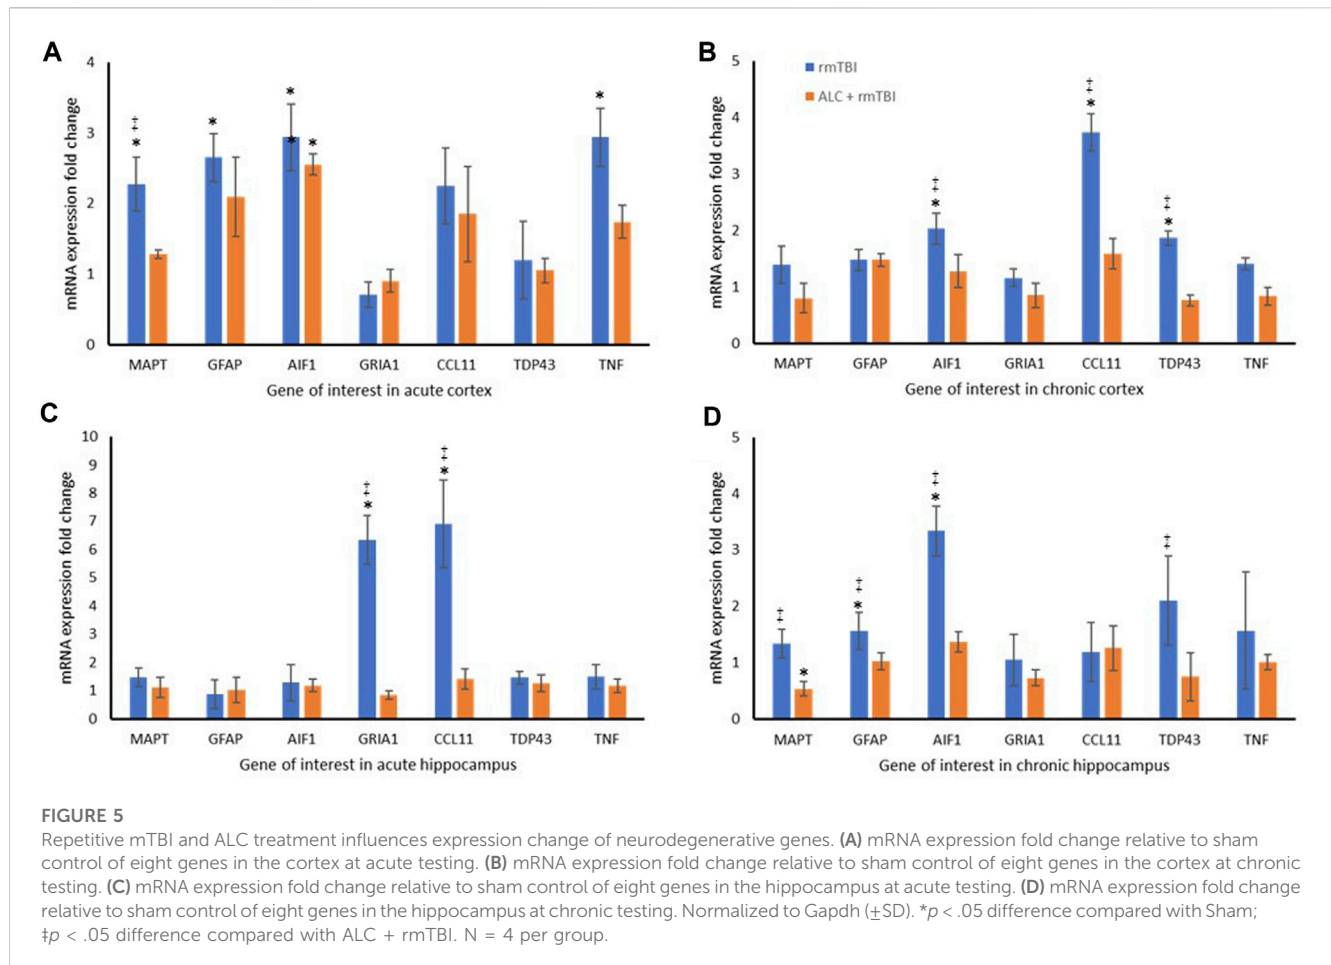 A
mRNA expression fold change
4
3
2
1
0
‡
*
*
*
*
*
*
MAPT GFAP AIF1 GRIA1 CCL11 TDP43 TNF
Gene of interest in acute cortex
B
mRNA expression fold change
5
4
3
2
1
0
rmTBI
ALC + rmTBI
‡
*
‡
*
‡
*
MAPT GFAP AIF1 GRIA1 CCL11 TDP43 TNF
Gene of interest in chronic cortex
C
mRNA expression fold change
10
9
8
7
6
5
4
3
2
1
0
‡
*
‡
*
MAPT GFAP AIF1 GRIA1 CCL11 TDP43 TNF
Gene of interest in acute hippocampus
D
mRNA expression fold change
5
4
3
2
1
0
‡
*
‡
*
‡
*
‡
MAPT GFAP AIF1 GRIA1 CCL11 TDP43 TNF
Gene of interest in chronic hippocampus
FIGURE 5
Repetitive mTBI and ALC treatment influences expression change of neurodegenerative genes. (A) mRNA expression fold change relative to sham
control of eight genes in the cortex at acute testing. (B) mRNA expression fold change relative to sham control of eight genes in the cortex at chronic
testing. (C) mRNA expression fold change relative to sham control of eight genes in the hippocampus at acute testing. (D) mRNA expression fold change
relative to sham control of eight genes in the hippocampus at chronic testing. Normalized to Gapdh (±SD). *p < .05 difference compared with Sham;
‡p < .05 difference compared with ALC + rmTBI. N = 4 per group.